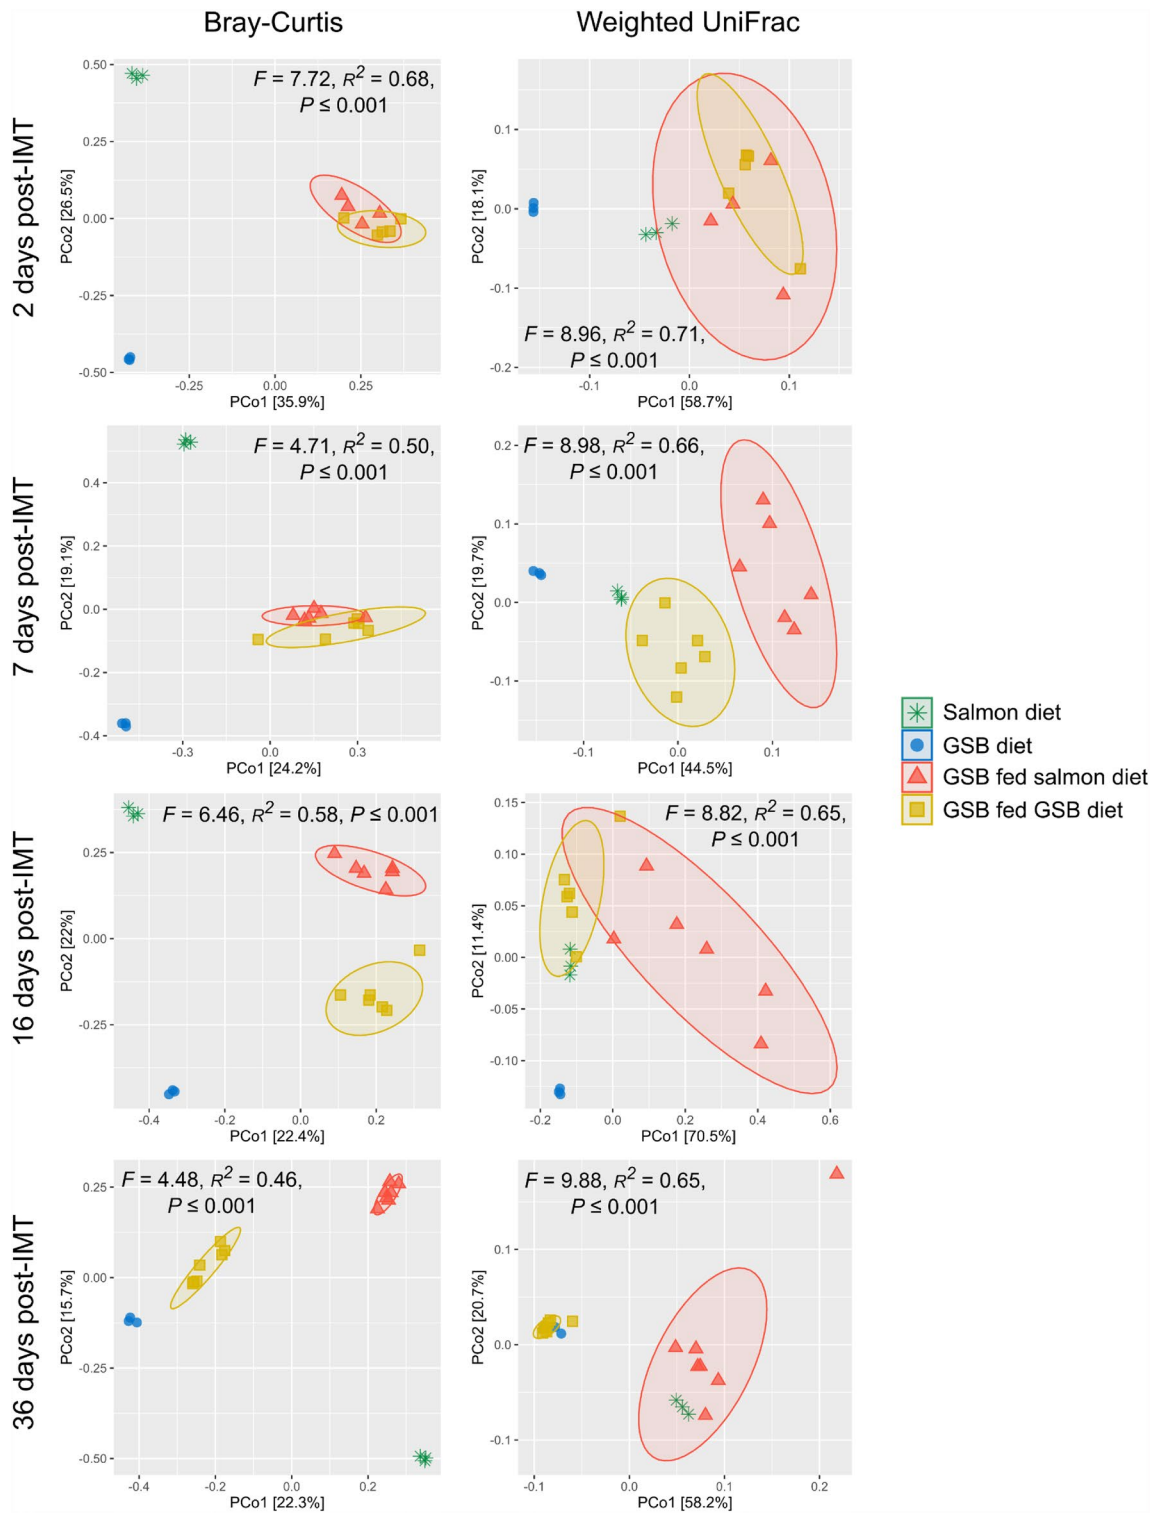 Bray-Curtis
Weighted UniFrac
2 days post-IMT
PCo2 [26.5%]
0.50
0.25
0.00
-0.25
-0.50
F = 7.72, R² = 0.68,
P ≤ 0.001
-0.25
0.00
0.25
PCo1 [35.9%]
PCo2 [18.1%]
0.1
0.0
-0.1
-0.2
F = 8.96, R² = 0.71,
P ≤ 0.001
-0.1
0.0
0.1
PCo1 [58.7%]
7 days post-IMT
PCo2 [19.1%]
0.4
0.2
0.0
-0.2
-0.4
F = 4.71, R² = 0.50,
P ≤ 0.001
-0.3
0.0
0.3
PCo1 [24.2%]
PCo2 [19.7%]
0.2
0.1
0.0
-0.1
F = 8.98, R² = 0.66,
P ≤ 0.001
-0.1
0.0
0.1
PCo1 [44.5%]
Salmon diet
GSB diet
GSB fed salmon diet
GSB fed GSB diet
16 days post-IMT
PCo2 [22%]
0.25
0.00
-0.25
F = 6.46, R² = 0.58, P ≤ 0.001
-0.4
-0.2
0.0
0.2
PCo1 [22.4%]
PCo2 [11.4%]
0.15
0.10
0.05
0.00
-0.05
-0.10
F = 8.82, R² = 0.65,
P ≤ 0.001
-0.2
0.0
0.2
0.4
0.6
PCo1 [70.5%]
36 days post-IMT
PCo2 [15.7%]
0.25
0.00
-0.25
-0.50
F = 4.48, R² = 0.46,
P ≤ 0.001
-0.4
-0.2
0.0
0.2
PCo1 [22.3%]
PCo2 [20.7%]
0.1
0.0
-0.1
F = 9.88, R² = 0.65,
P ≤ 0.001
-0.1
0.0
0.1
0.2
PCo1 [58.2%]